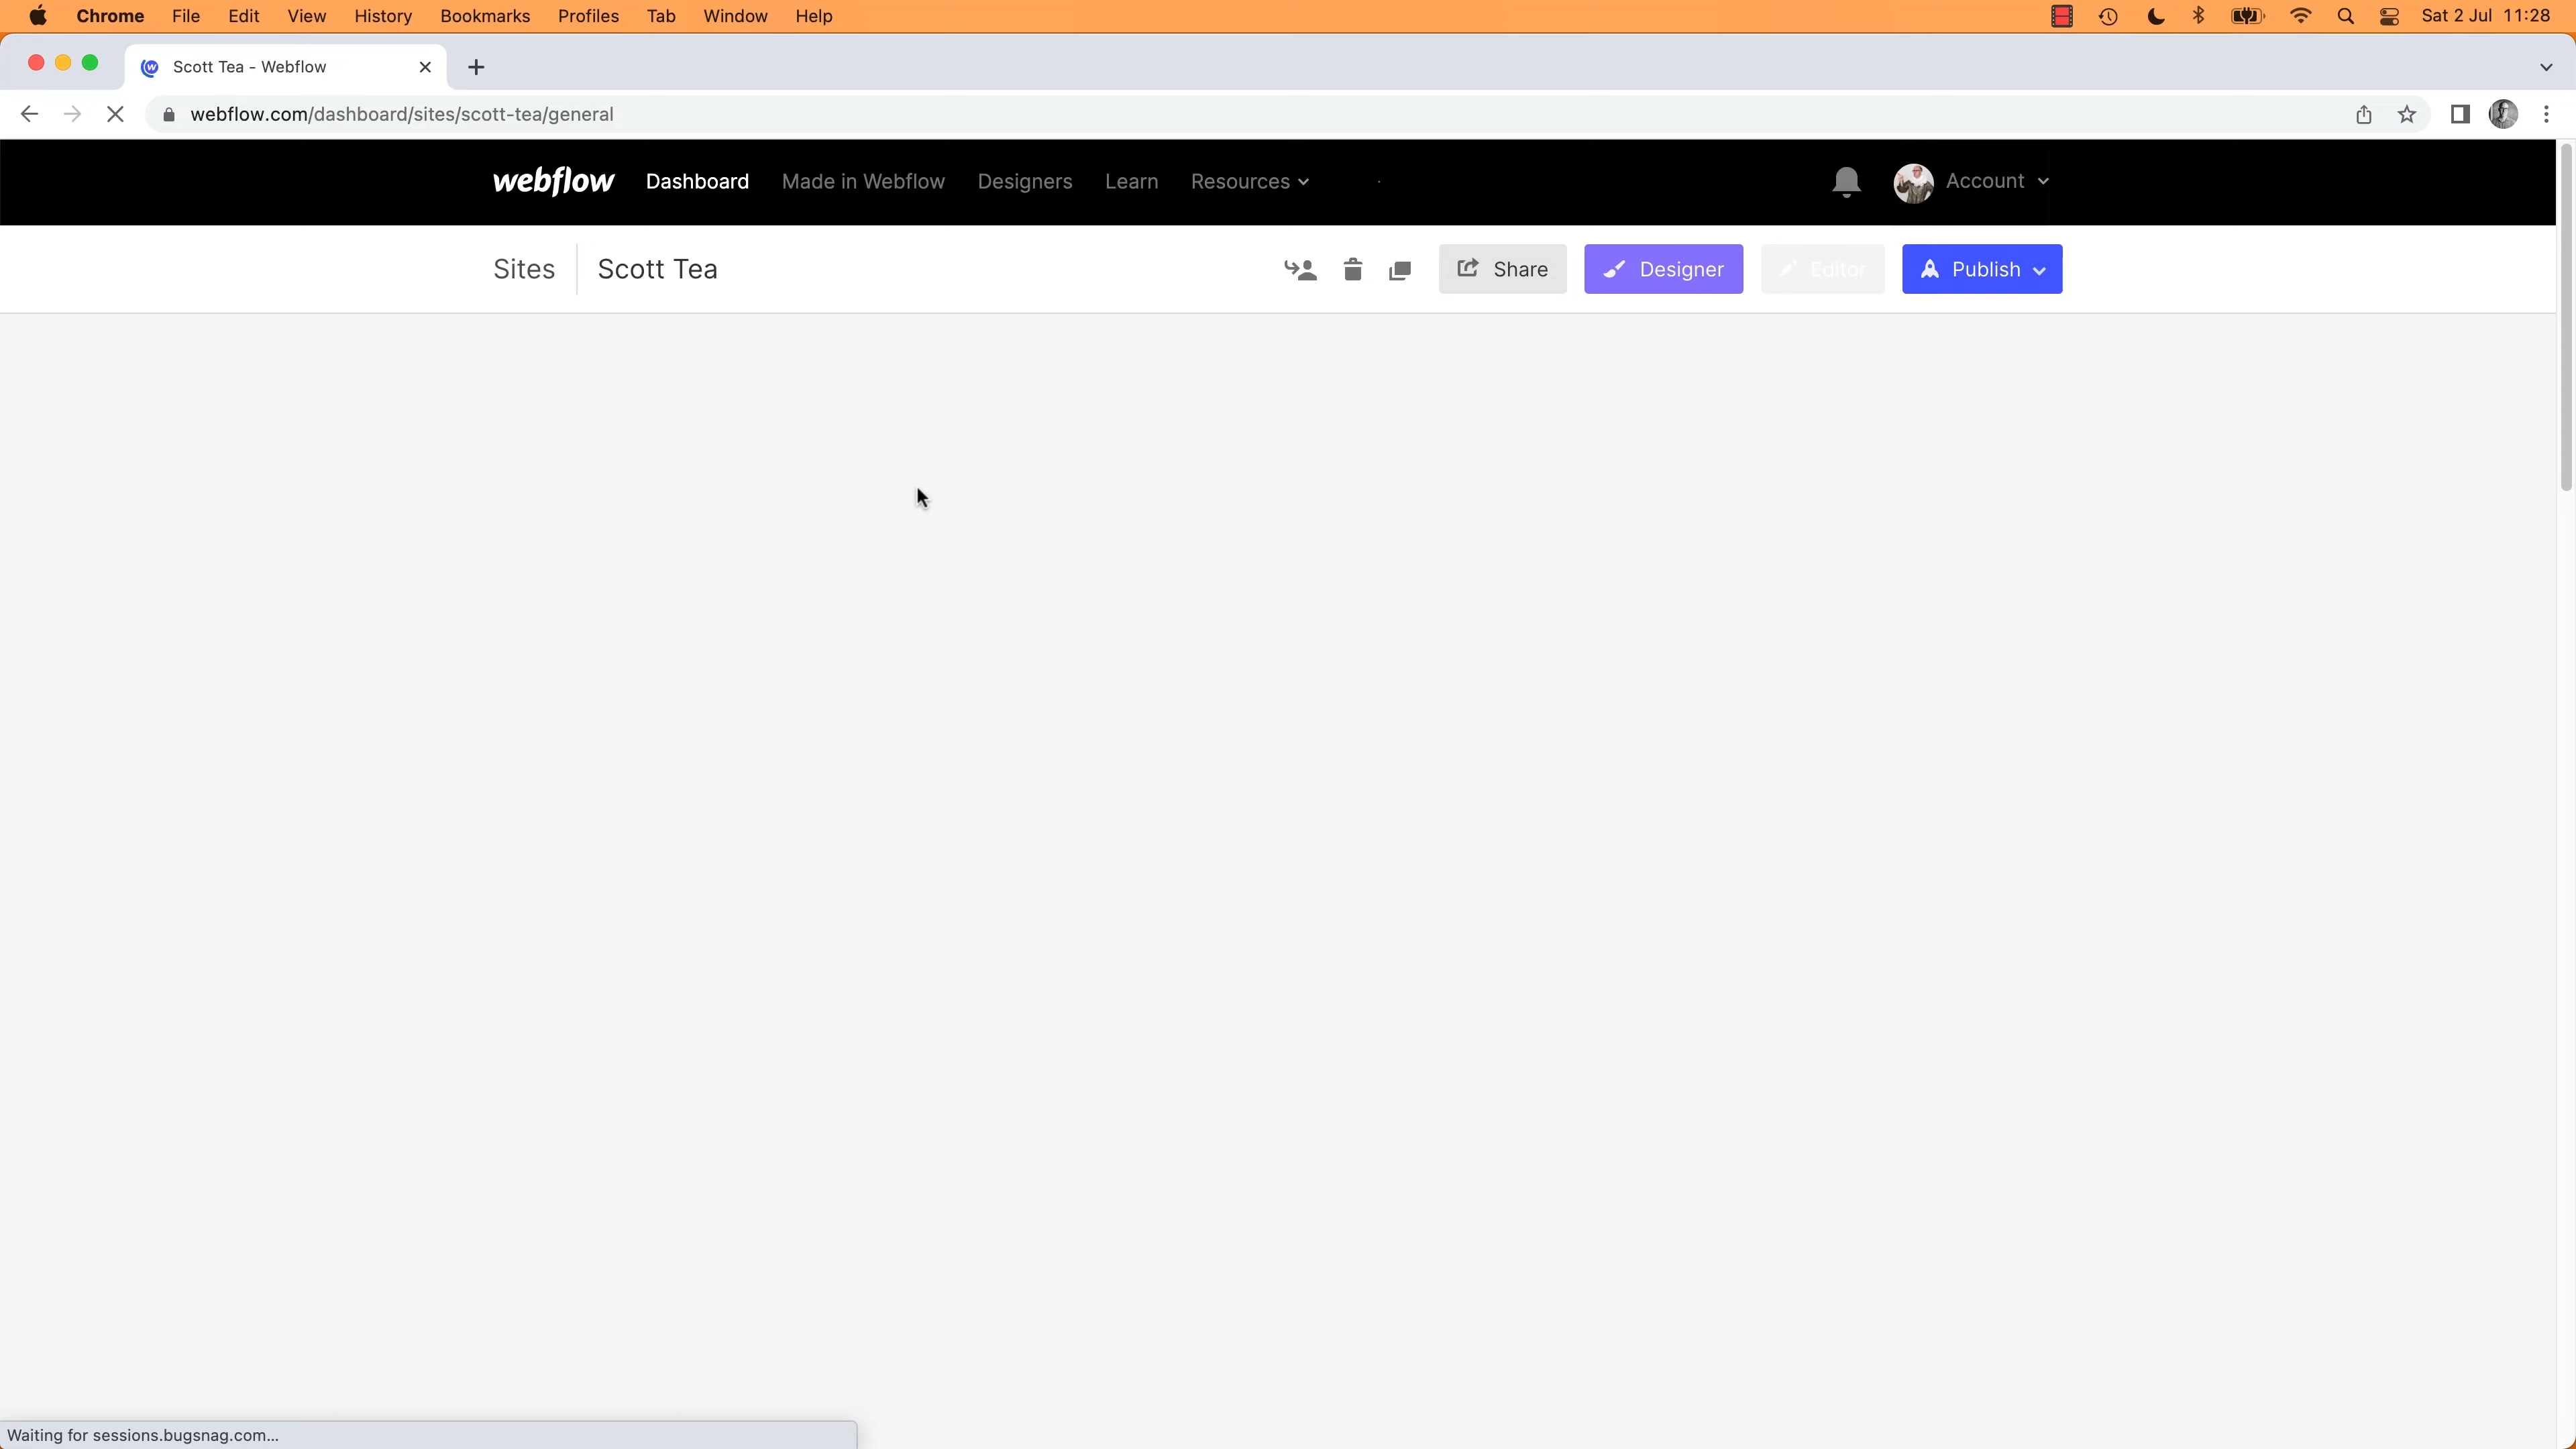 Chrome File Edit View History Bookmarks Profiles Tab Window Help Sat 2 Jul 11:28
Scott Tea - Webflow
webflow.com/dashboard/sites/scott-tea/general
webflow Dashboard Made in Webflow Designers Learn Resources Account
Sites Scott Tea Share Designer Editor Publish
Waiting for sessions.bugsnag.com...